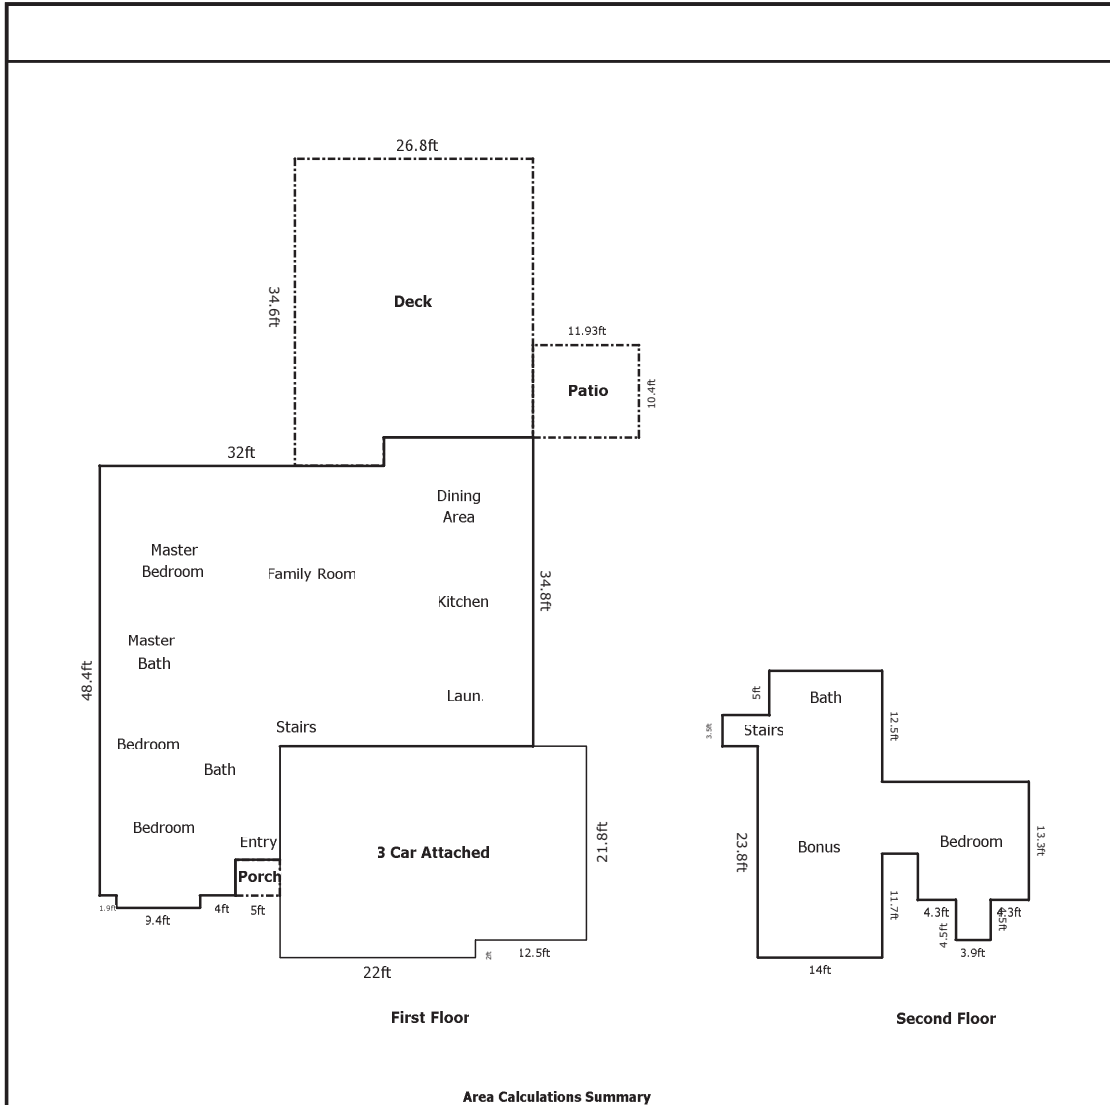 26.8ft
34.6ft
Deck
11.93ft
Patio
10.4ft
32ft
Dining
Area
Master
Bedroom
Family Room
34.8ft
Kitchen
Master
Bath
48.4ft
Laun.
Stairs
Bedroom
Bath
Bedroom
Entry
3 Car Attached
21.8ft
Porch
1.9ft
9.4ft
4ft
5ft
2ft
12.5ft
22ft
First Floor
5ft
Bath
3.5ft
Stairs
12.5ft
23.8ft
Bonus
Bedroom
13.3ft
11.7ft
4.3ft
4.5ft
4.5ft
4.3ft
3.9ft
14ft
Second Floor
Area Calculations Summary